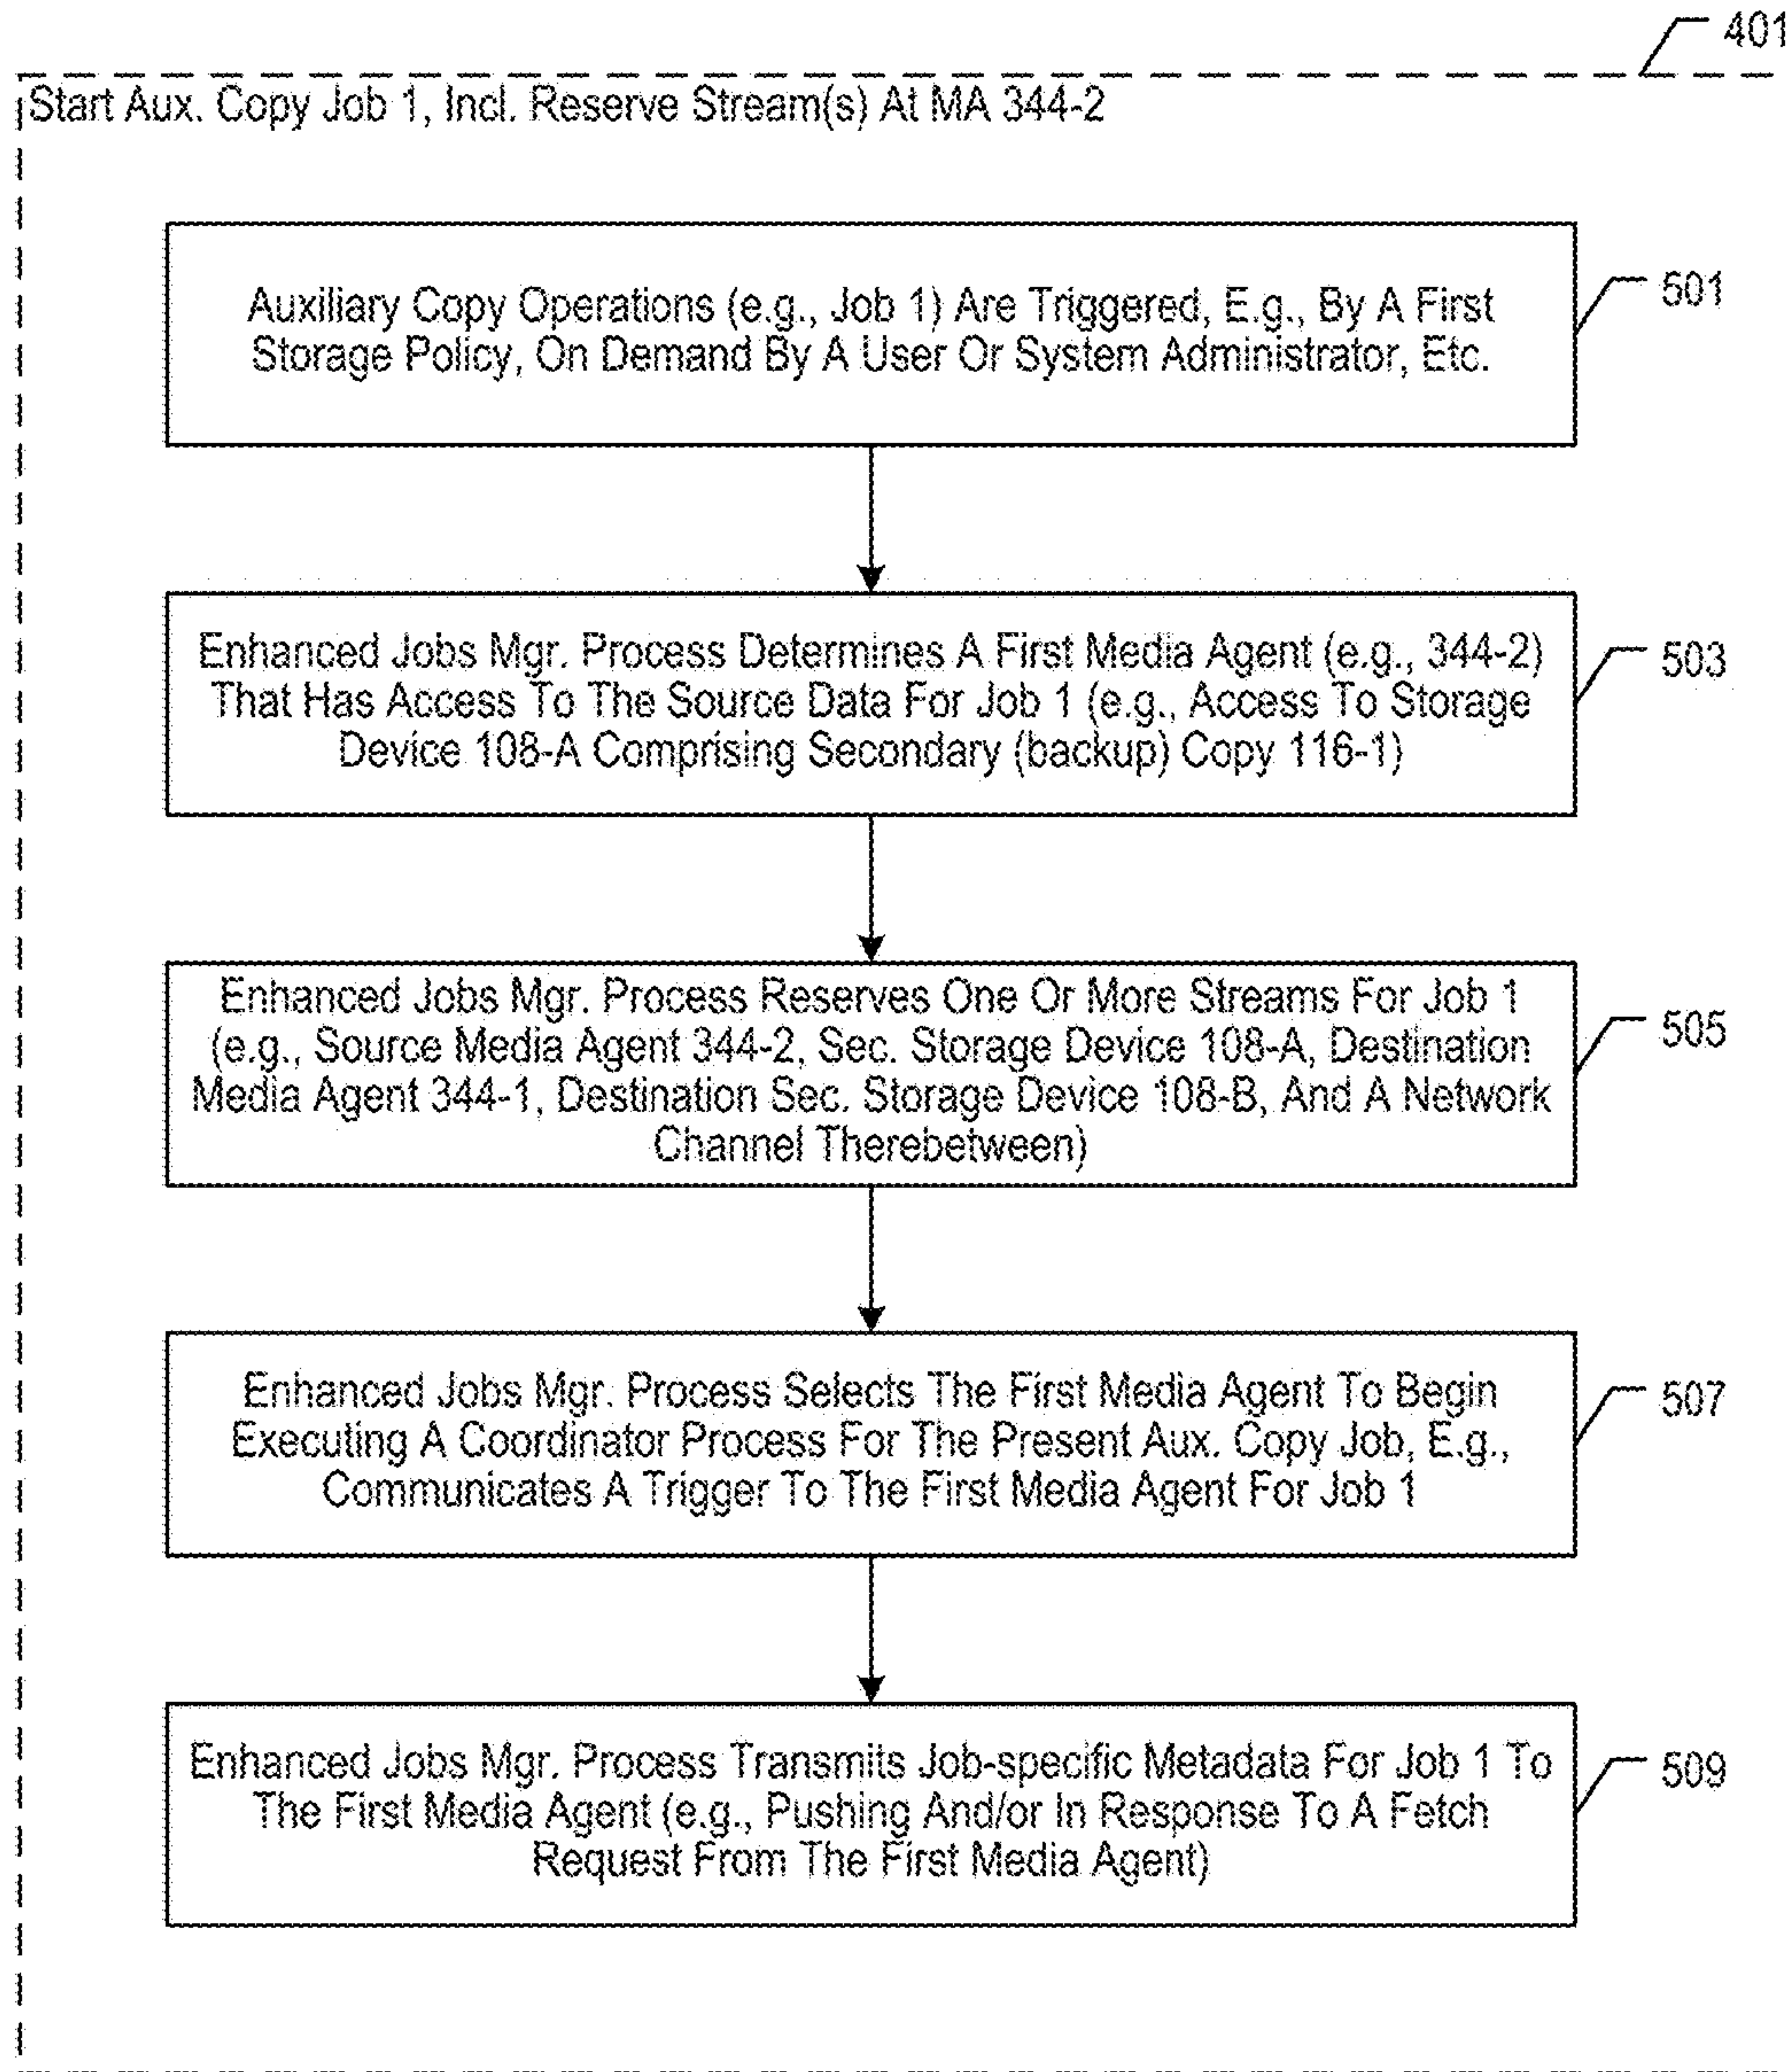 401
Start Aux. Copy Job 1, Incl. Reserve Stream(s) At MA 344-2
Auxiliary Copy Operations (e.g., Job 1) Are Triggered, E.g., By A First
Storage Policy, On Demand By A User Or System Administrator, Etc.
501
Enhanced Jobs Mgr. Process Determines A First Media Agent (e.g., 344-2)
That Has Access To The Source Data For Job 1 (e.g., Access To Storage
Device 108-A Comprising Secondary (backup) Copy 116-1)
503
Enhanced Jobs Mgr. Process Reserves One Or More Streams For Job 1
(e.g., Source Media Agent 344-2, Sec. Storage Device 108-A, Destination
Media Agent 344-1, Destination Sec. Storage Device 108-B, And A Network
Channel Therebetween)
505
Enhanced Jobs Mgr. Process Selects The First Media Agent To Begin
Executing A Coordinator Process For The Present Aux. Copy Job, E.g.,
Communicates A Trigger To The First Media Agent For Job 1
507
Enhanced Jobs Mgr. Process Transmits Job-specific Metadata For Job 1 To
The First Media Agent (e.g., Pushing And/or In Response To A Fetch
Request From The First Media Agent)
509